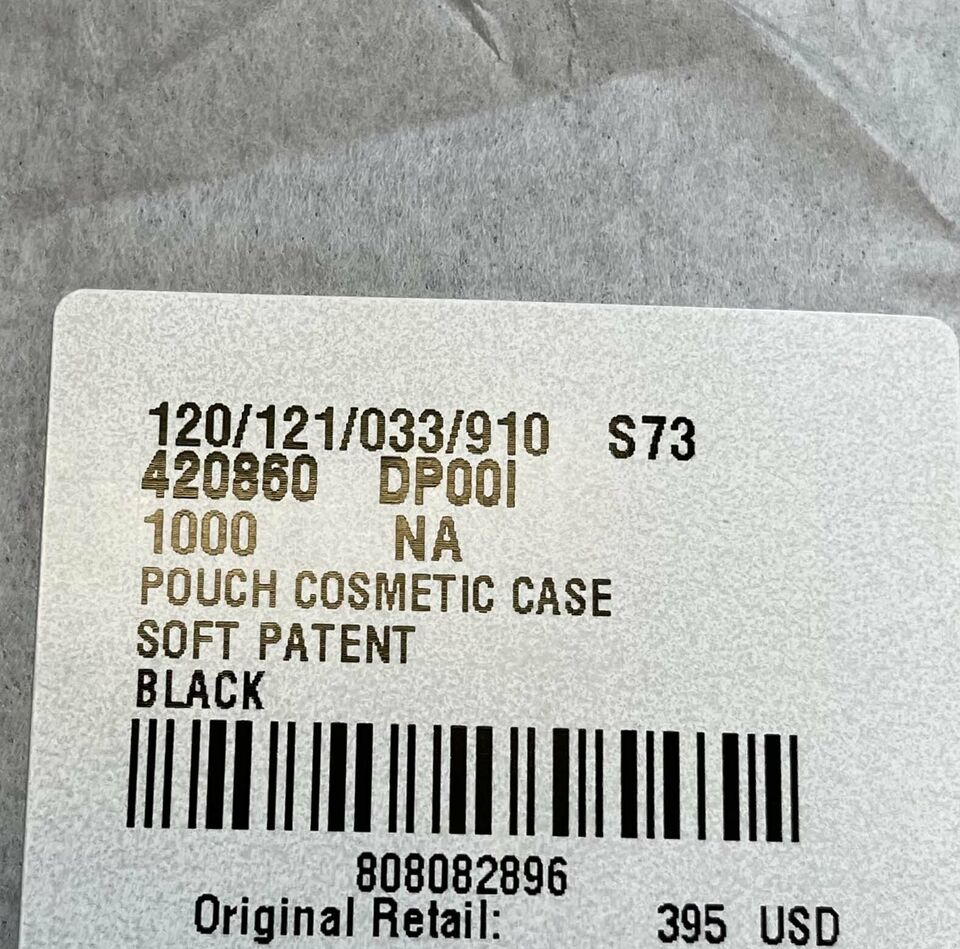 120/121/033/910 S73
420860 DP00I
1000 NA
POUCH COSMETIC CASE
SOFT PATENT
BLACK
808082896
Original Retail: 395 USD